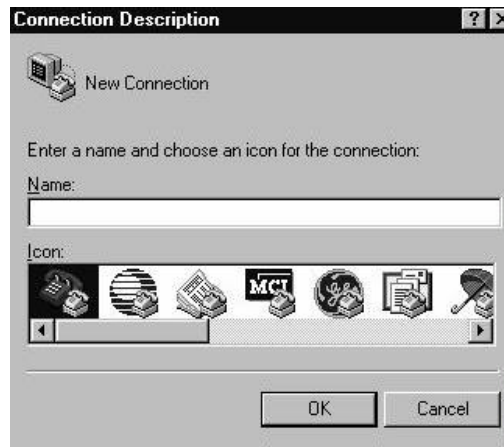 Connection Description
New Connection
Enter a name and choose an icon for the connection:
Name:
Icon:
MCI
OK Cancel